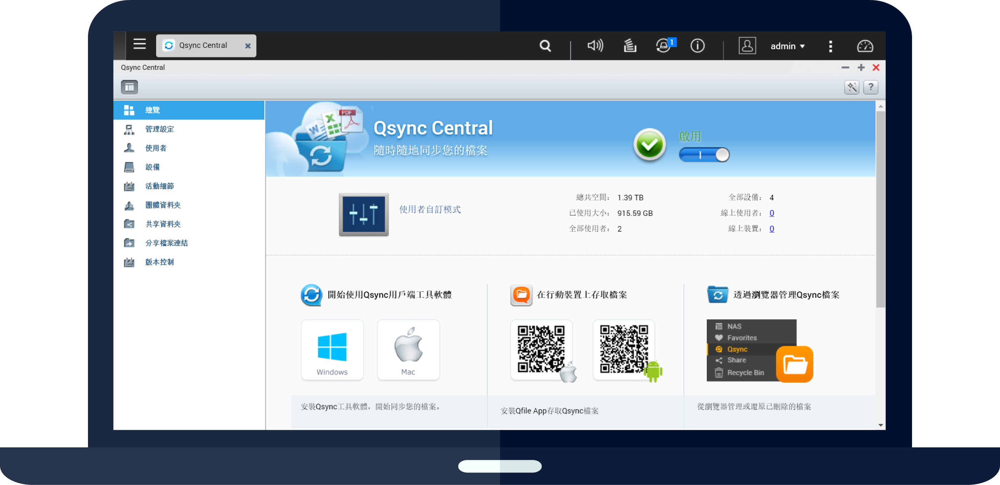 Qsync Central
1
admin
Qsync Central
?
總覽
管理設定
使用者
設備
活動細節
團體資料夾
共享資料夾
分享檔案連結
版本控制
W X PDF
Qsync Central
隨時隨地同步您的檔案
啟用
使用者自訂模式
總共空間： 1.39 TB
已使用大小： 915.59 GB
全部使用者： 2
全部設備： 4
線上使用者： 0
線上裝置： 0
開始使用Qsync用戶端工具軟體
Windows
Mac
安裝Qsync工具軟體，開始同步您的檔案。
在行動裝置上存取檔案
安裝Qfile App存取Qsync檔案
透過瀏覽器管理Qsync檔案
NAS
Favorites
Qsync
Share
Recycle Bin
從瀏覽器管理或還原已刪除的檔案